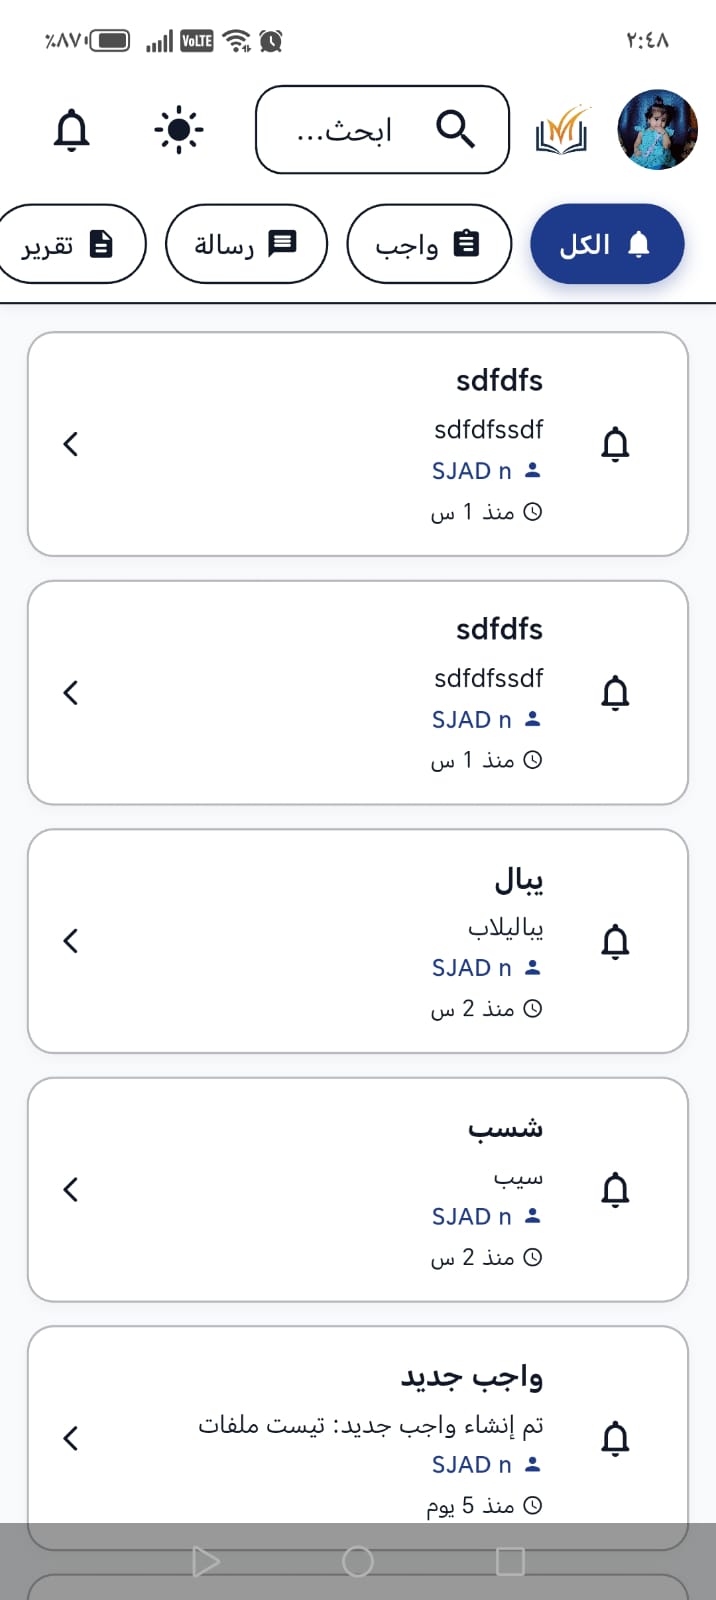 ٢:٤٨
VoLTE
٪٨٧
ابحث...
الكل
واجب
رسالة
تقرير
sdfdfs
sdfdfssdf
SJAD n
منذ 1 س
sdfdfs
sdfdfssdf
SJAD n
منذ 1 س
يبال
يباليلاب
SJAD n
منذ 2 س
شسب
سيب
SJAD n
منذ 2 س
واجب جديد
تم إنشاء واجب جديد: تيست ملفات
SJAD n
منذ 5 يوم